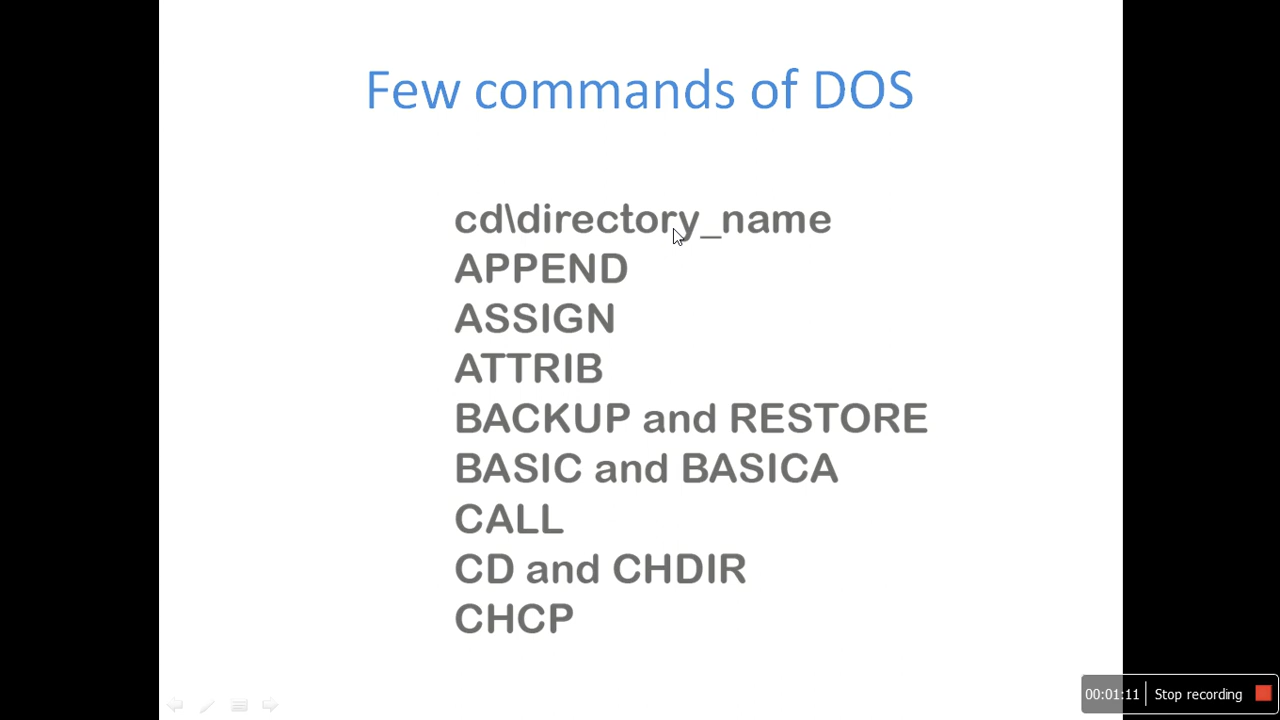 Few commands of DOS
cd\directory_name
APPEND
ASSIGN
ATTRIB
BACKUP and RESTORE
BASIC and BASICA
CALL
CD and CHDIR
CHCP
00:01:11 Stop recording